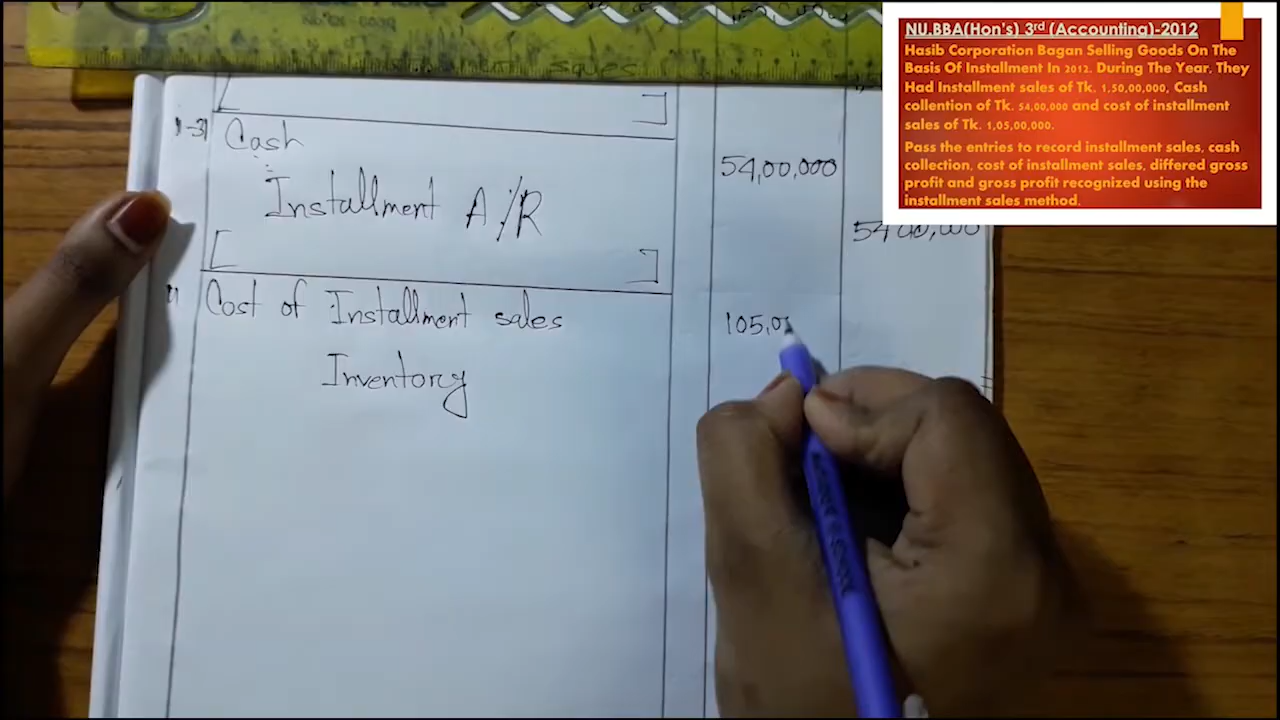 NU.BBA(Hon's) 3rd (Accounting)-2012
Hasib Corporation Bagan Selling Goods On The
Basis Of Installment In 2012. During The Year, They
Had Installment sales of Tk. 1,50,00,000, Cash
collention of Tk. 54,00,000 and cost of installment
sales of Tk. 1,05,00,000.
Pass the entries to record installment sales, cash
collection, cost of installment sales, differed gross
profit and gross profit recognized using the
installment sales method.
Cash
54,00,000
Installment A/R
5400,000
Cost of Installment sales
105,0
Inventory